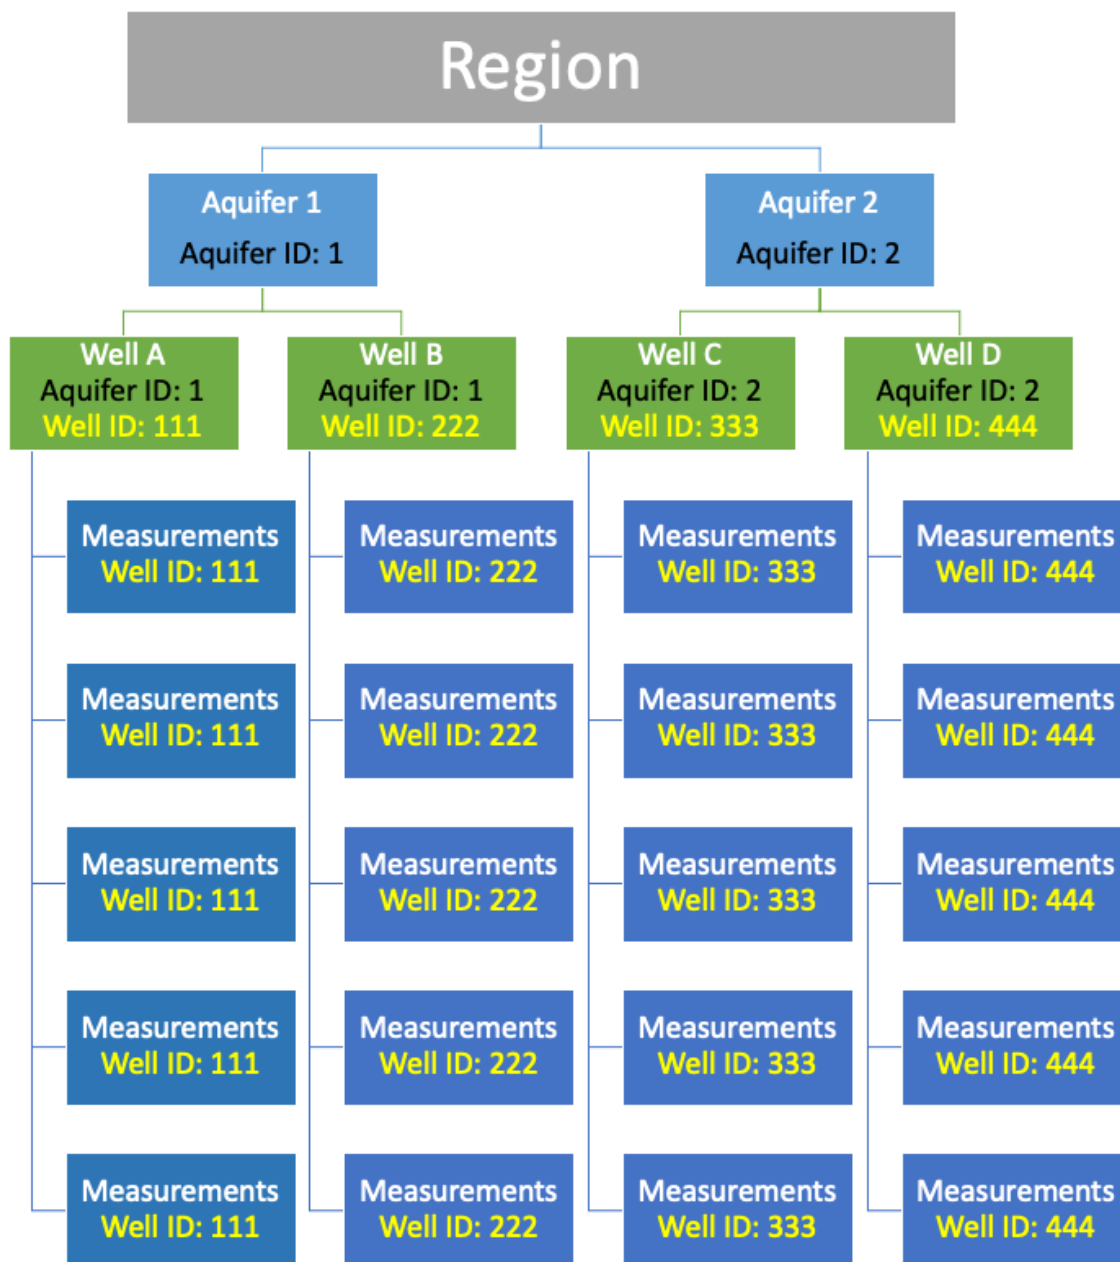 Region
Aquifer 1
Aquifer ID: 1
Aquifer 2
Aquifer ID: 2
Well A
Aquifer ID: 1
Well ID: 111
Well B
Aquifer ID: 1
Well ID: 222
Well C
Aquifer ID: 2
Well ID: 333
Well D
Aquifer ID: 2
Well ID: 444
Measurements
Well ID: 111
Measurements
Well ID: 222
Measurements
Well ID: 333
Measurements
Well ID: 444
Measurements
Well ID: 111
Measurements
Well ID: 222
Measurements
Well ID: 333
Measurements
Well ID: 444
Measurements
Well ID: 111
Measurements
Well ID: 222
Measurements
Well ID: 333
Measurements
Well ID: 444
Measurements
Well ID: 111
Measurements
Well ID: 222
Measurements
Well ID: 333
Measurements
Well ID: 444
Measurements
Well ID: 111
Measurements
Well ID: 222
Measurements
Well ID: 333
Measurements
Well ID: 444